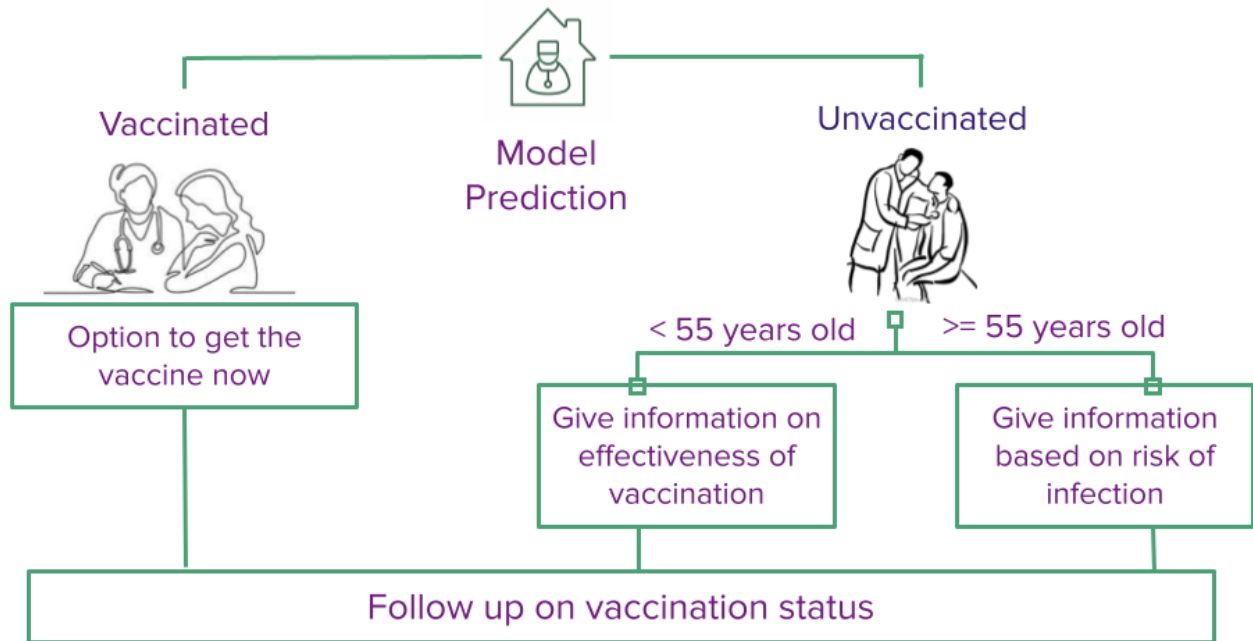 Vaccinated
Model
Prediction
Unvaccinated
Option to get the
vaccine now
< 55 years old
>= 55 years old
Give information on
effectiveness of
vaccination
Give information
based on risk of
infection
Follow up on vaccination status